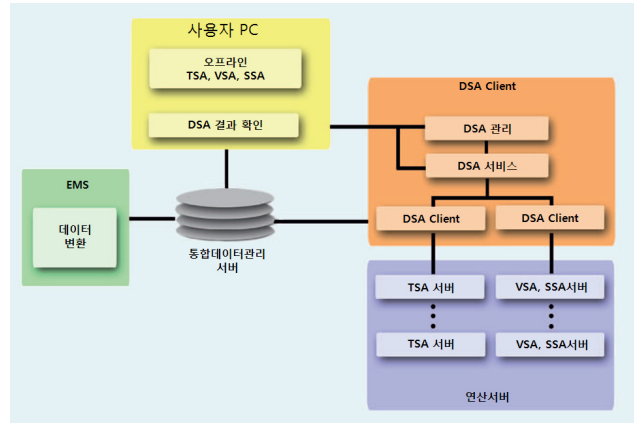 사용자 PC
오프라인
TSA, VSA, SSA
DSA 결과 확인
DSA Client
DSA 관리
DSA 서비스
DSA Client
DSA Client
EMS
데이터
변환
통합데이터관리
서버
TSA 서버
VSA, SSA서버
TSA 서버
VSA, SSA서버
연산서버